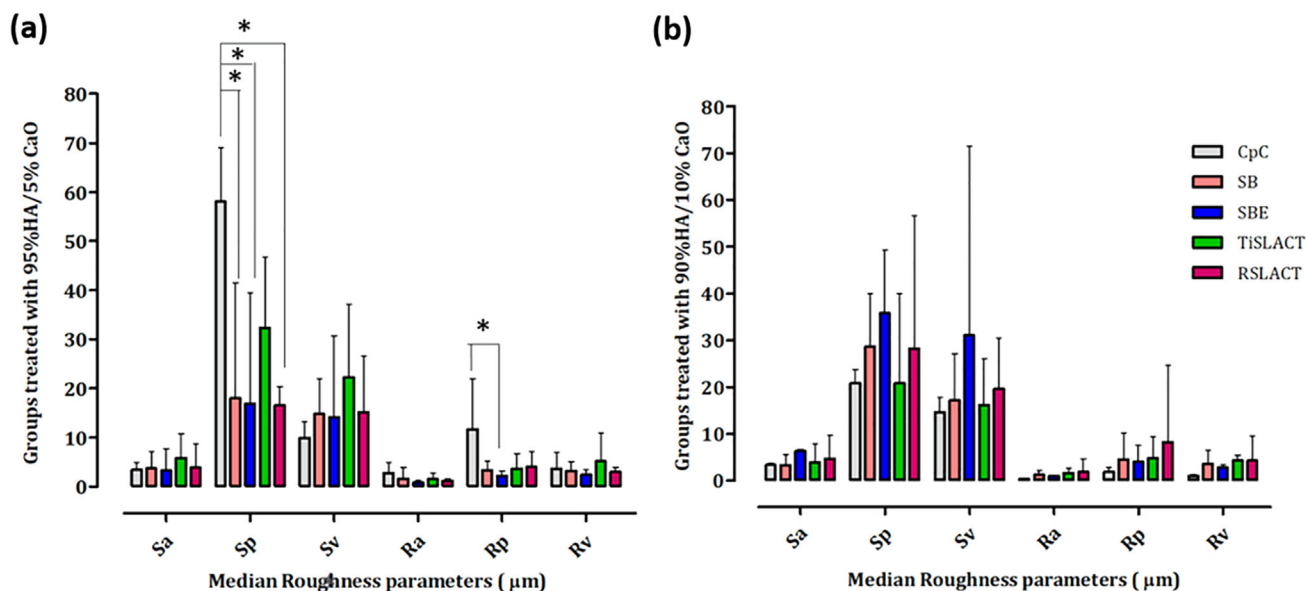 (a)
*
*
*
*
Groups treated with 95%HA/5% CaO
80
70
60
50
40
30
20
10
0
Sa
Sp
Sv
Ra
Rp
Rv
Median Roughness parameters ( μm)
(b)
Groups treated with 90%HA/10% CaO
80
70
60
50
40
30
20
10
0
CpC
SB
SBE
TiSLACT
RSLACT
Sa
Sp
Sv
Ra
Rp
Rv
Median Roughness parameters ( μm)